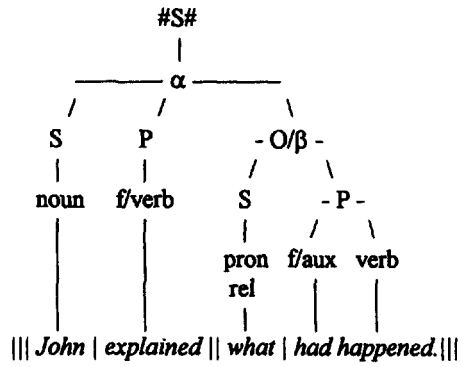 #S#
α
S P - O/β -
noun f/verb S - P -
pron f/aux verb
rel
||| John | explained || what | had happened.|||